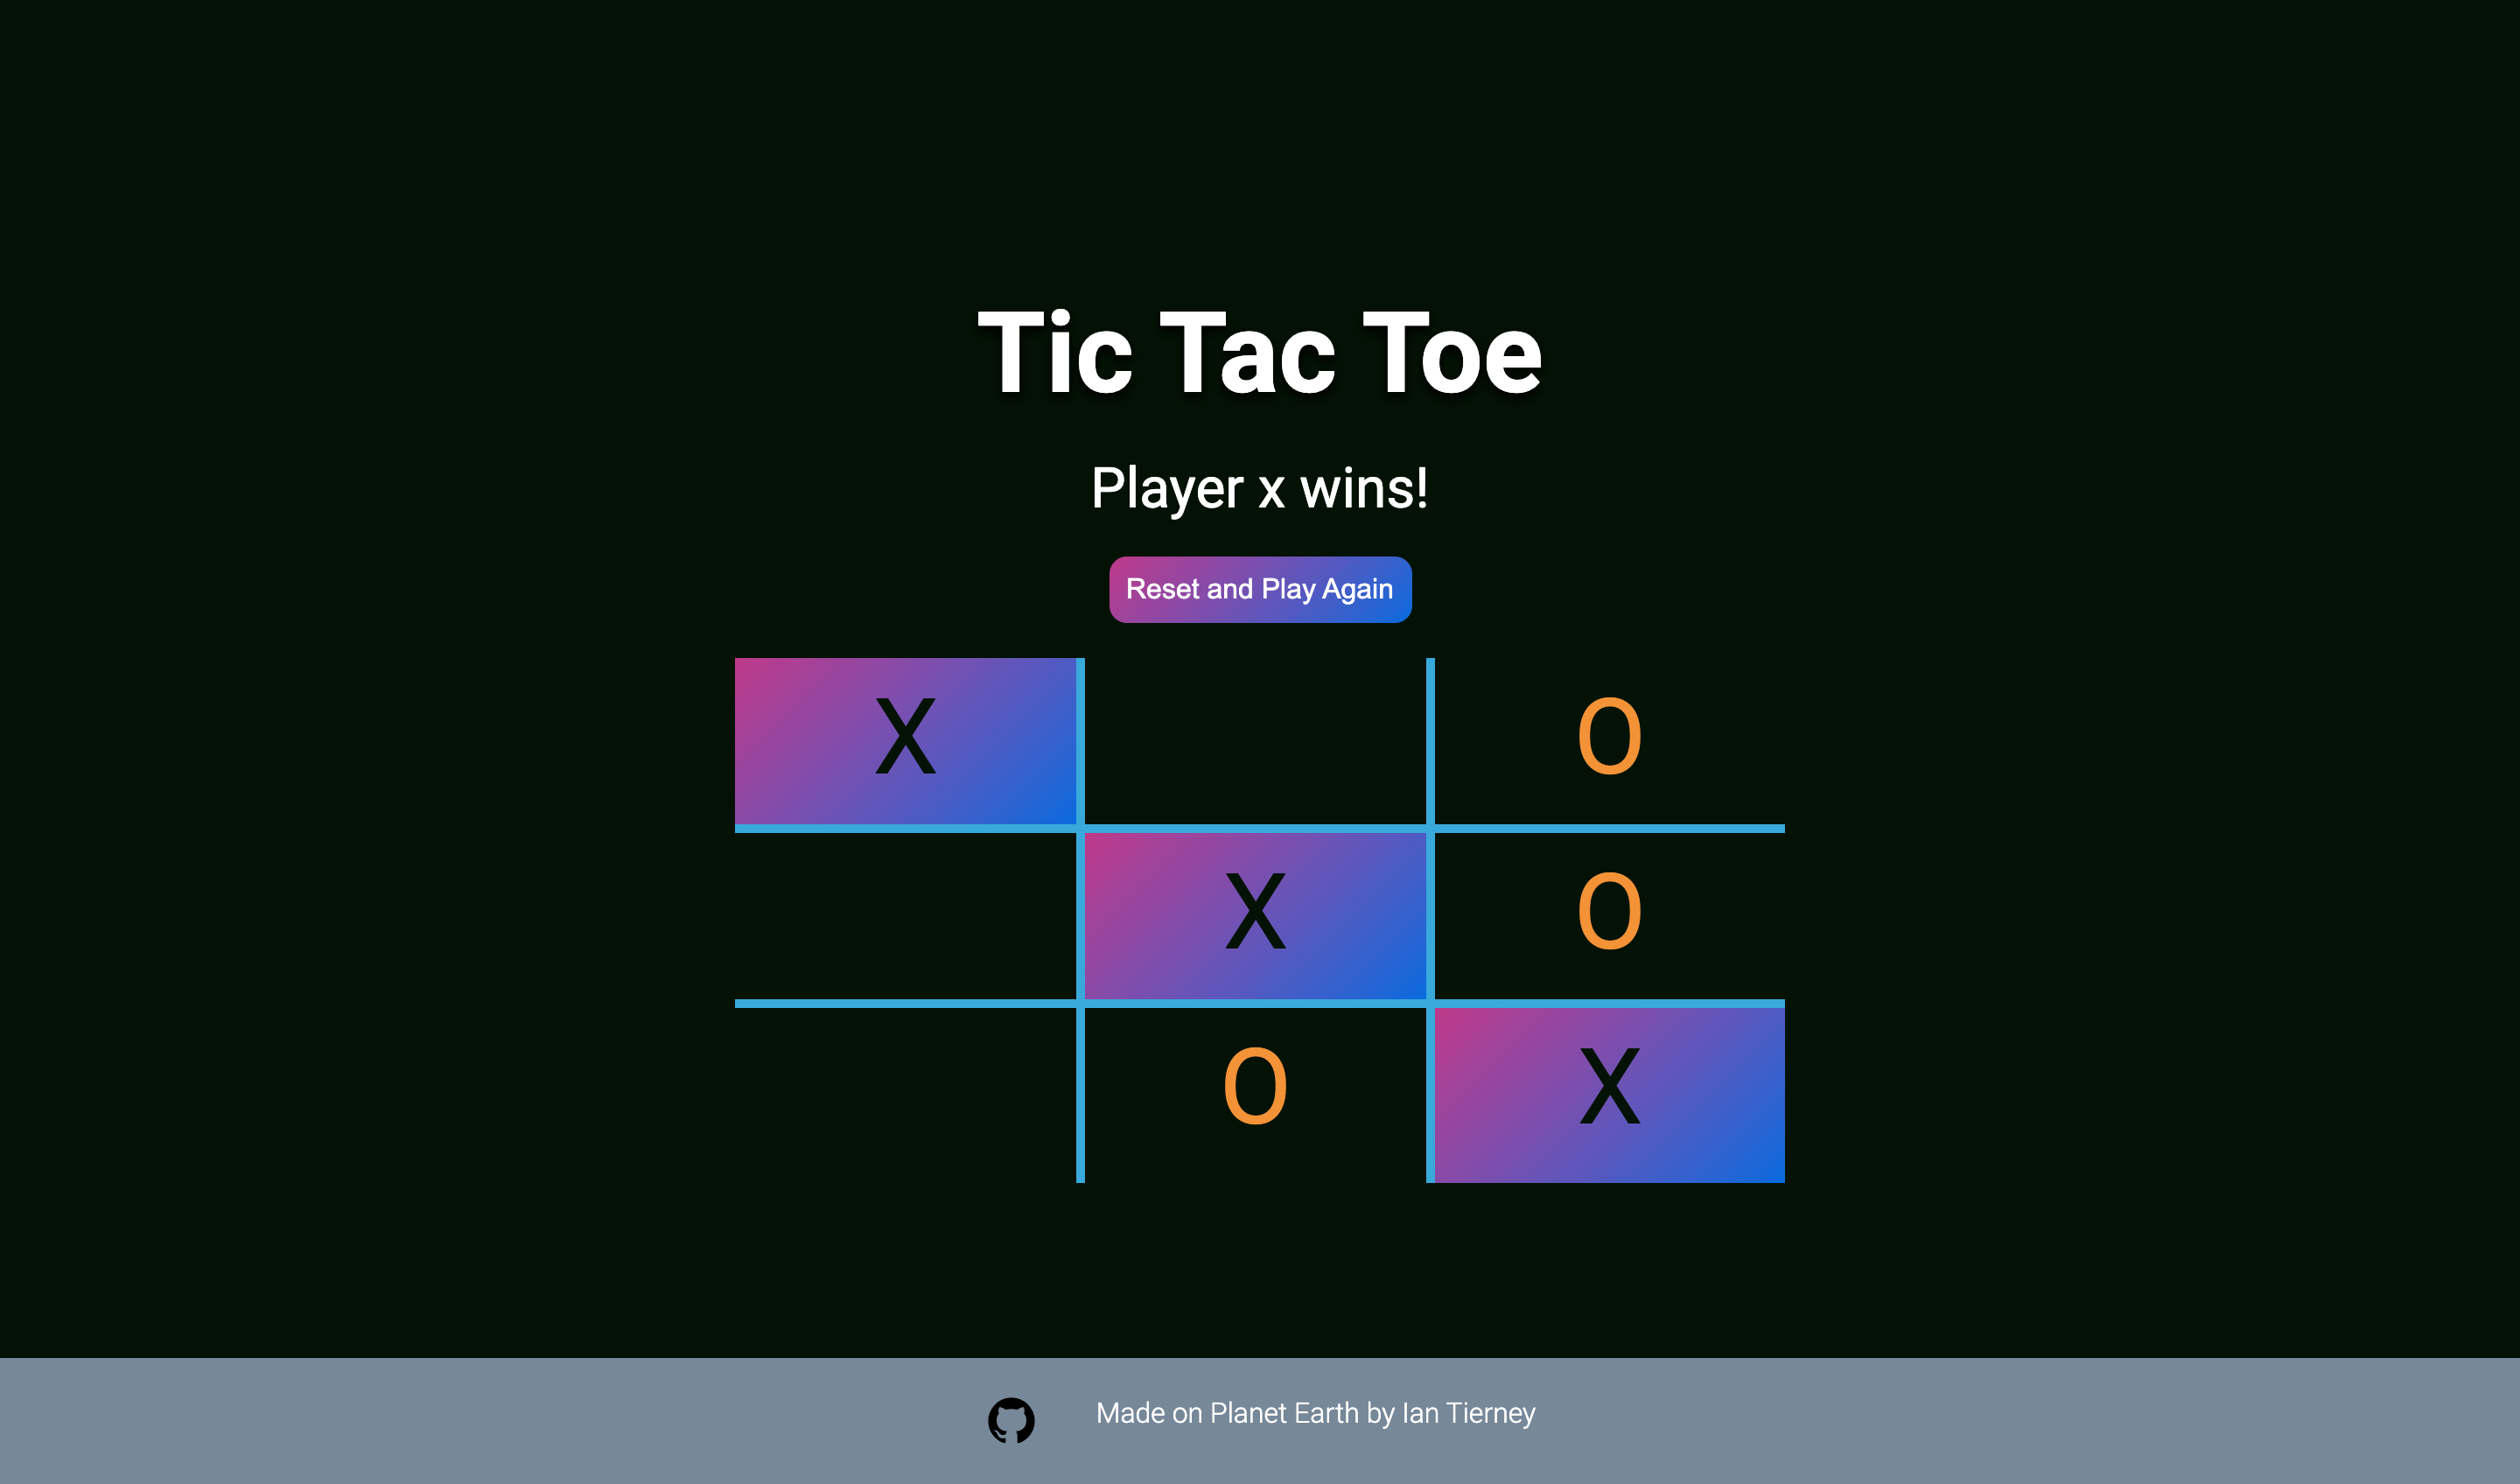 Tic Tac Toe
Player x wins!
Reset and Play Again
X O
X O
O X
Made on Planet Earth by Ian Tierney